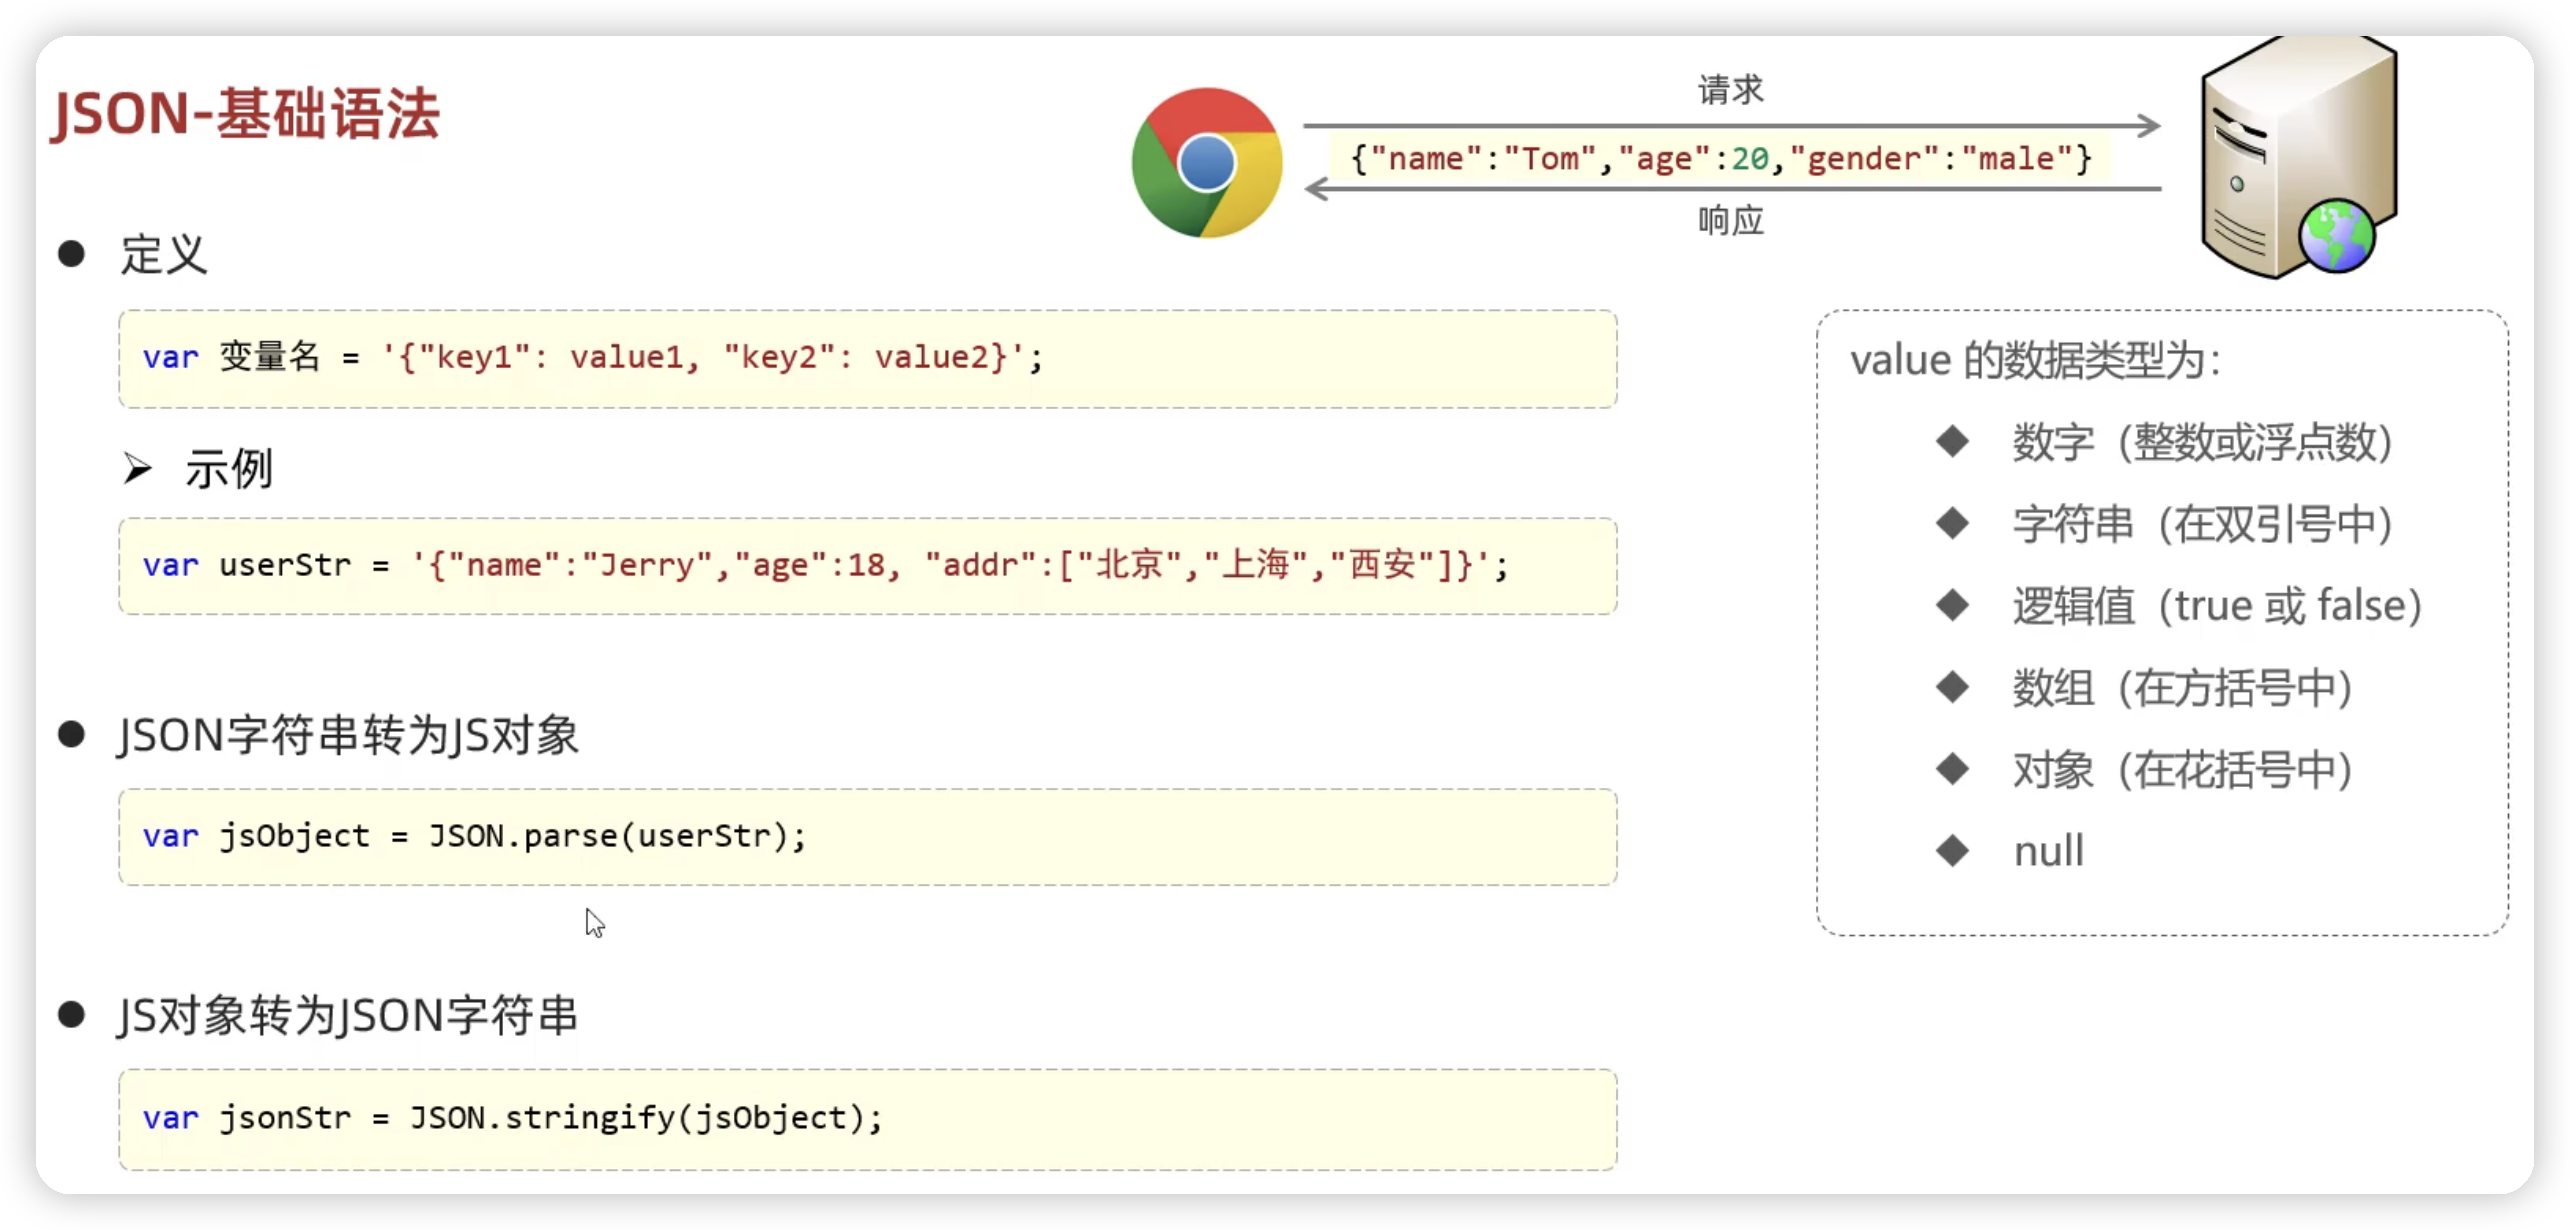 JSON-基础语法
请求
{"name":"Tom","age":20,"gender":"male"}
响应
● 定义
var 变量名 = '{"key1": value1, "key2": value2}';
➢ 示例
var userStr = '{"name":"Jerry","age":18, "addr":["北京","上海","西安"]}';
● JSON字符串转为JS对象
var jsObject = JSON.parse(userStr);
● JS对象转为JSON字符串
var jsonStr = JSON.stringify(jsObject);
value 的数据类型为：
◆ 数字（整数或浮点数）
◆ 字符串（在双引号中）
◆ 逻辑值（true 或 false）
◆ 数组（在方括号中）
◆ 对象（在花括号中）
◆ null